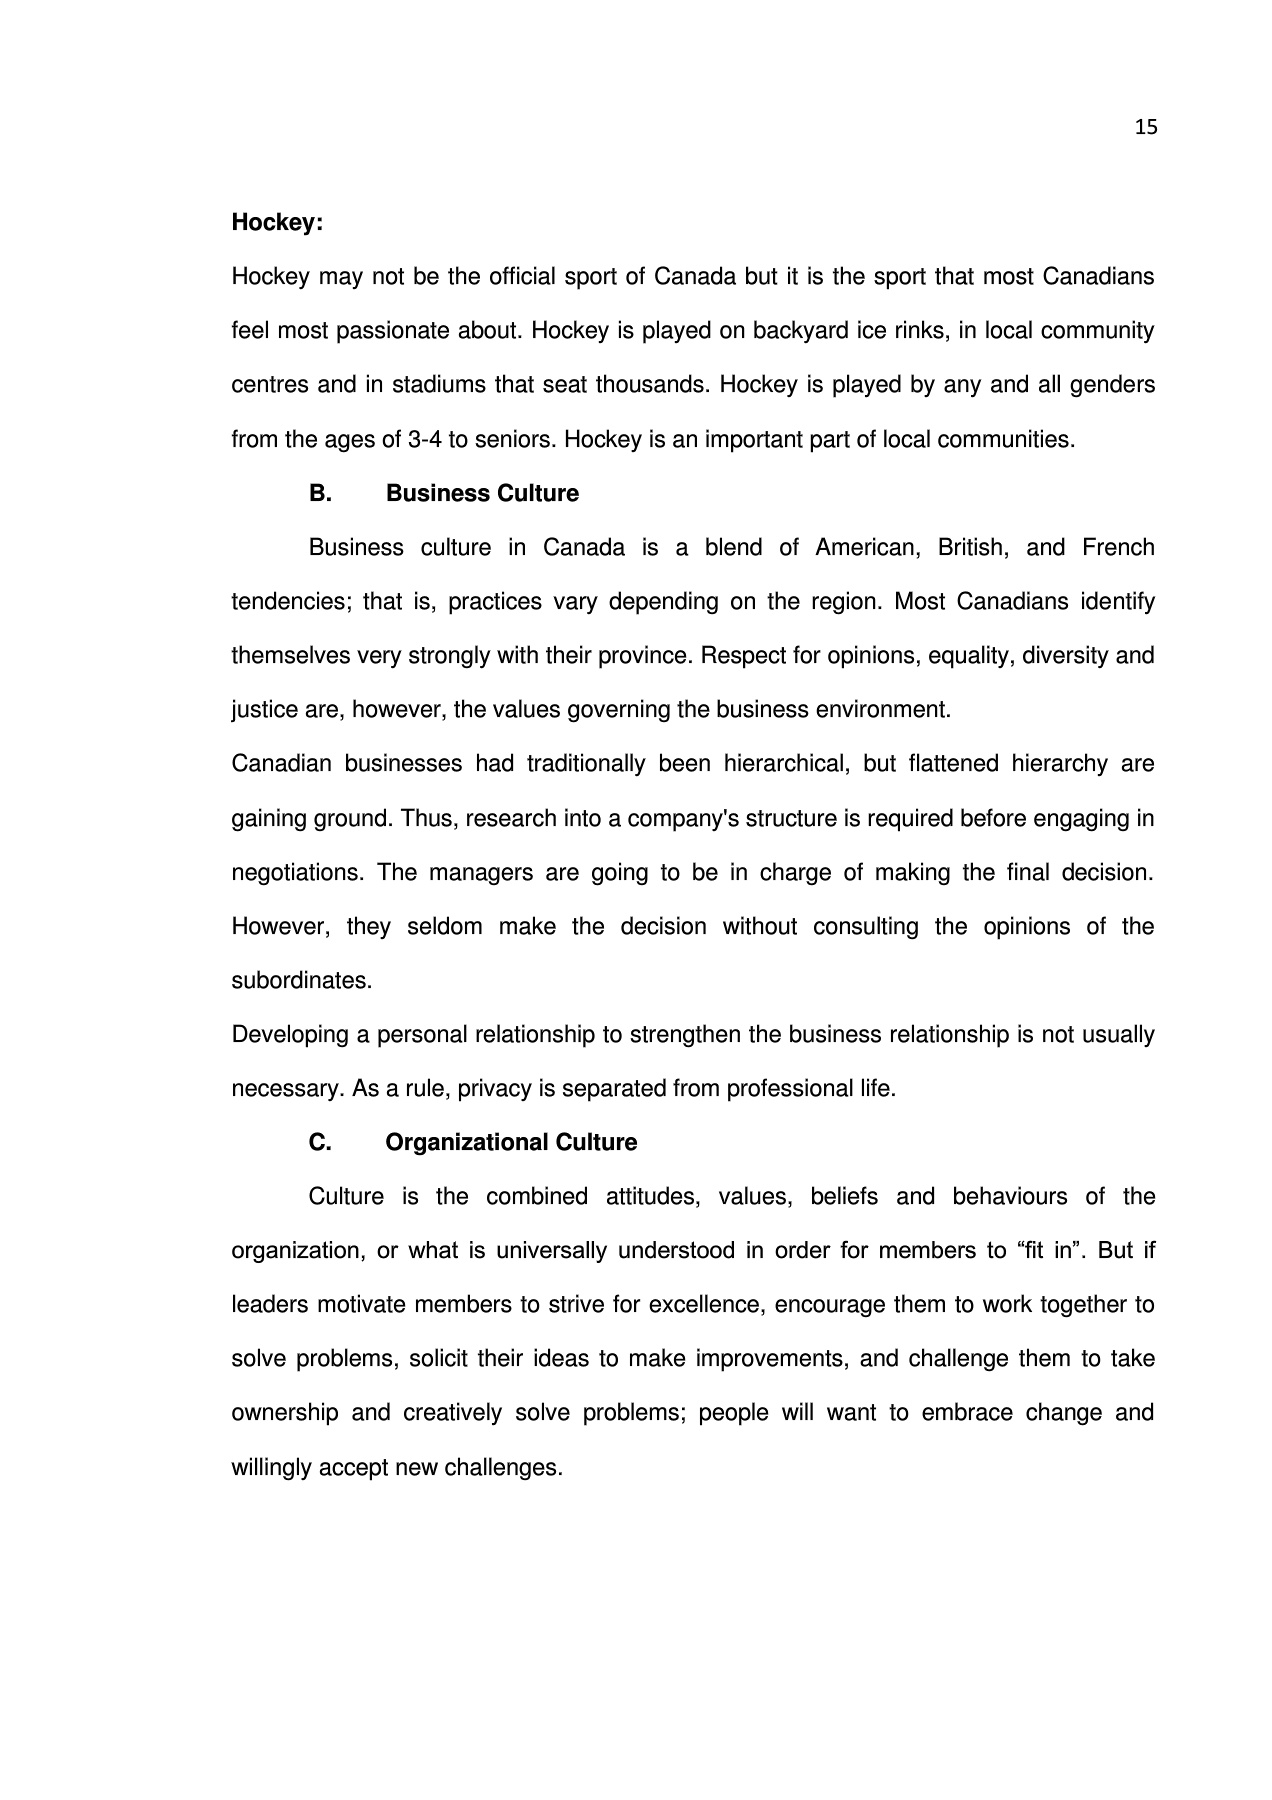 15
Hockey:
Hockey may not be the official sport of Canada but it is the sport that most Canadians
feel most passionate about. Hockey is played on backyard ice rinks, in local community
centres and in stadiums that seat thousands. Hockey is played by any and all genders
from the ages of 3-4 to seniors. Hockey is an important part of local communities.
B. Business Culture
Business culture in Canada is a blend of American, British, and French
tendencies; that is, practices vary depending on the region. Most Canadians identify
themselves very strongly with their province. Respect for opinions, equality, diversity and
justice are, however, the values governing the business environment.
Canadian businesses had traditionally been hierarchical, but flattened hierarchy are
gaining ground. Thus, research into a company's structure is required before engaging in
negotiations. The managers are going to be in charge of making the final decision.
However, they seldom make the decision without consulting the opinions of the
subordinates.
Developing a personal relationship to strengthen the business relationship is not usually
necessary. As a rule, privacy is separated from professional life.
C. Organizational Culture
Culture is the combined attitudes, values, beliefs and behaviours of the
organization, or what is universally understood in order for members to “fit in”. But if
leaders motivate members to strive for excellence, encourage them to work together to
solve problems, solicit their ideas to make improvements, and challenge them to take
ownership and creatively solve problems; people will want to embrace change and
willingly accept new challenges.